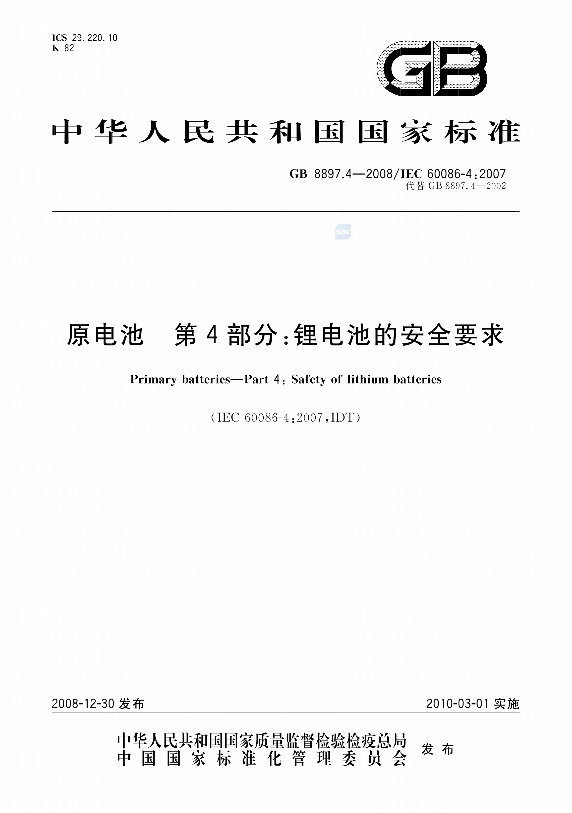 ICS 29.220.10
K 82
GB
中华人民共和国国家标准
GB 8897.4—2008/IEC 60086-4:2007
代替 GB 8897.4—2002
原电池 第4部分:锂电池的安全要求
Primary batteries—Part 4: Safety of lithium batteries
(IEC 60086-4:2007,IDT)
2008-12-30 发布
2010-03-01 实施
中华人民共和国国家质量监督检验检疫总局
中国国家标准化管理委员会
发布